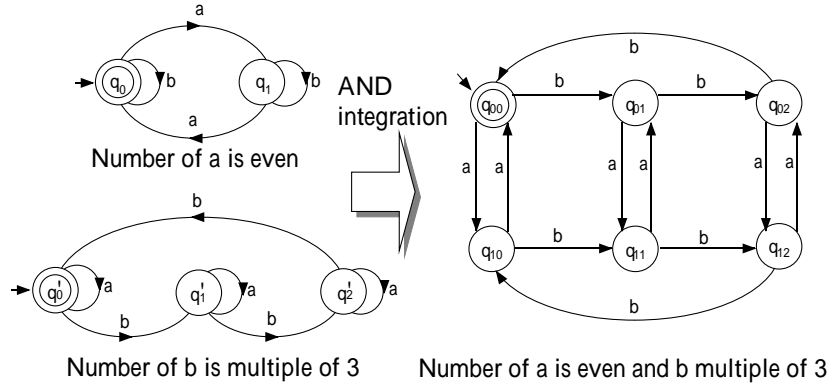 a
q0
b
q1
b
a
Number of a is even
b
q'0
a
q'1
a
q'2
a
b
b
Number of b is multiple of 3
AND
integration
b
q00
b
q01
b
q02
a
a
a
a
a
a
q10
b
q11
b
q12
b
Number of a is even and b multiple of 3